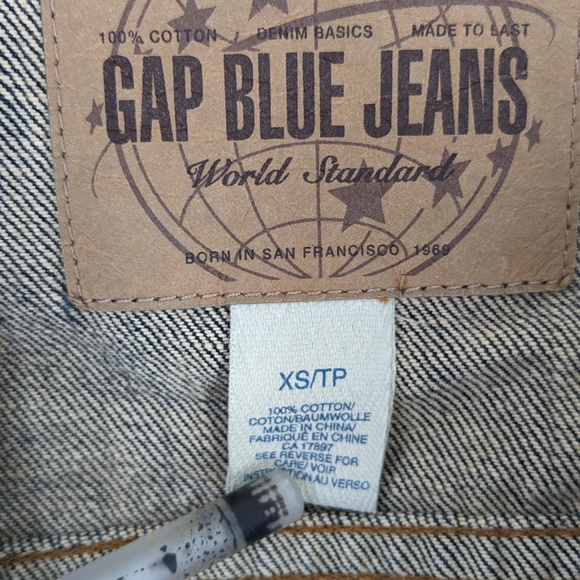 100% COTTON / DENIM BASICS MADE TO LAST
GAP BLUE JEANS
World Standard
BORN IN SAN FRANCISCO 1969
XS/TP
100% COTTON/
COTON/BAUMWOLLE
MADE IN CHINA/
FABRIQUÉ EN CHINE
CA 17897
SEE REVERSE FOR
CARE/ VOIR
INSTRUCTION AU VERSO